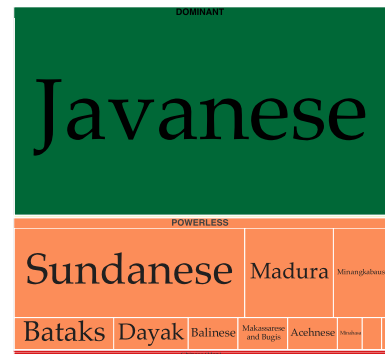 DOMINANT
Javanese
POWERLESS
Sundanese
Madura
Minangkabaus
Bataks
Dayak
Balinese
Makassarese
and Bugis
Acehnese